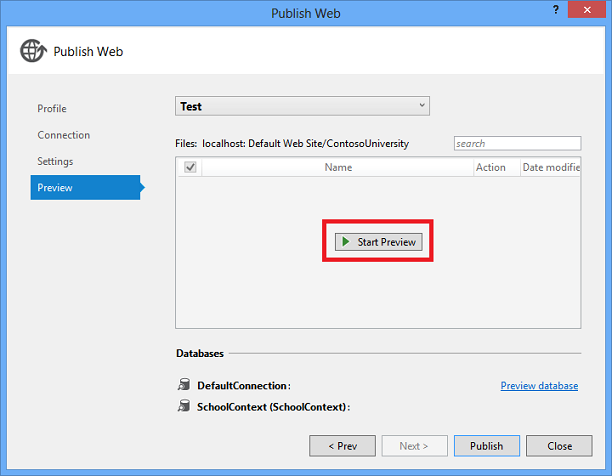 Publish Web
?
Publish Web
Profile
Connection
Settings
Preview
Test
Files: localhost: Default Web Site/ContosoUniversity
search
Name Action Date modifie
Start Preview
Databases
DefaultConnection:
Preview database
SchoolContext (SchoolContext):
< Prev Next > Publish Close